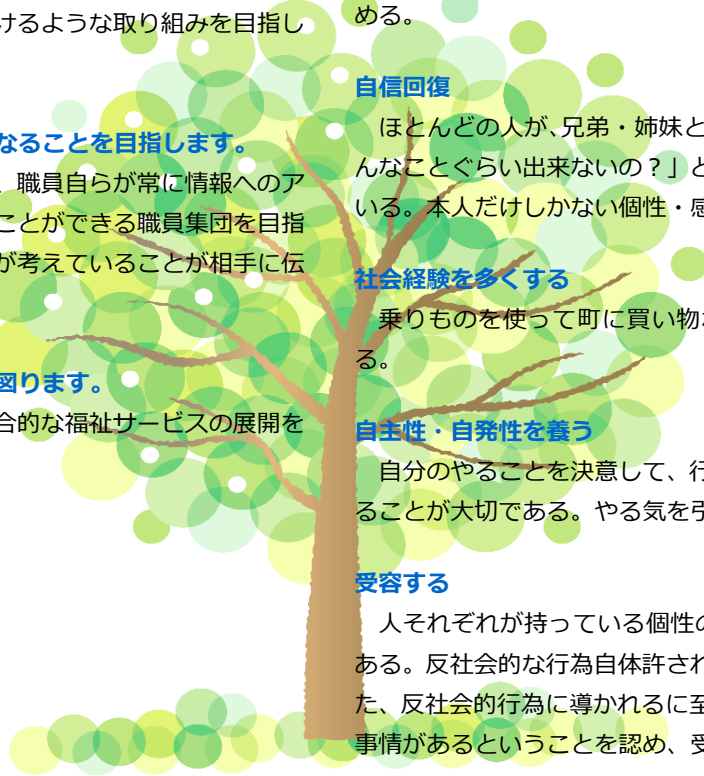 けるような取り組みを目指し
なることを目指します。
、職員自らが常に情報へのア
ことができる職員集団を目指
が考えていることが相手に伝
図ります。
合的な福祉サービスの展開を
める。
自信回復
ほとんどの人が、兄弟・姉妹と
んなことぐらい出来ないの？」と
いる。本人だけしかない個性・感
社会経験を多くする
乗りものを使って町に買い物
る。
自主性・自発性を養う
自分のやることを決意して、行
ることが大切である。やる気を引
受容する
人それぞれが持っている個性の
ある。反社会的な行為自体許され
た、反社会的行為に導かれるに至
事情があるということを認め、受